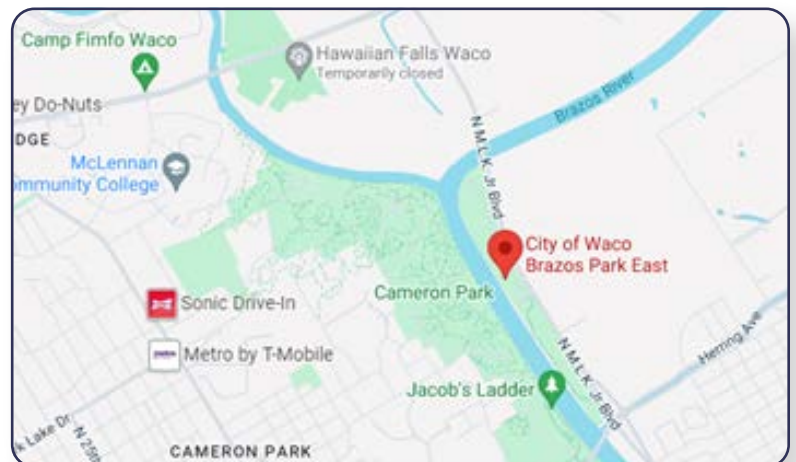 Camp Fimfo Waco
Hawaiian Falls Waco
Temporarily closed
ey Do-Nuts
DGE
McLennan
ommunity College
Brazos River
N M.L.K. Jr Blvd
City of Waco
Brazos Park East
Sonic Drive-In
Cameron Park
Metro by T-Mobile
Herring Ave
N M.L.K. Jr Blvd
Jacob's Ladder
k Lake Dr
N 25th
CAMERON PARK